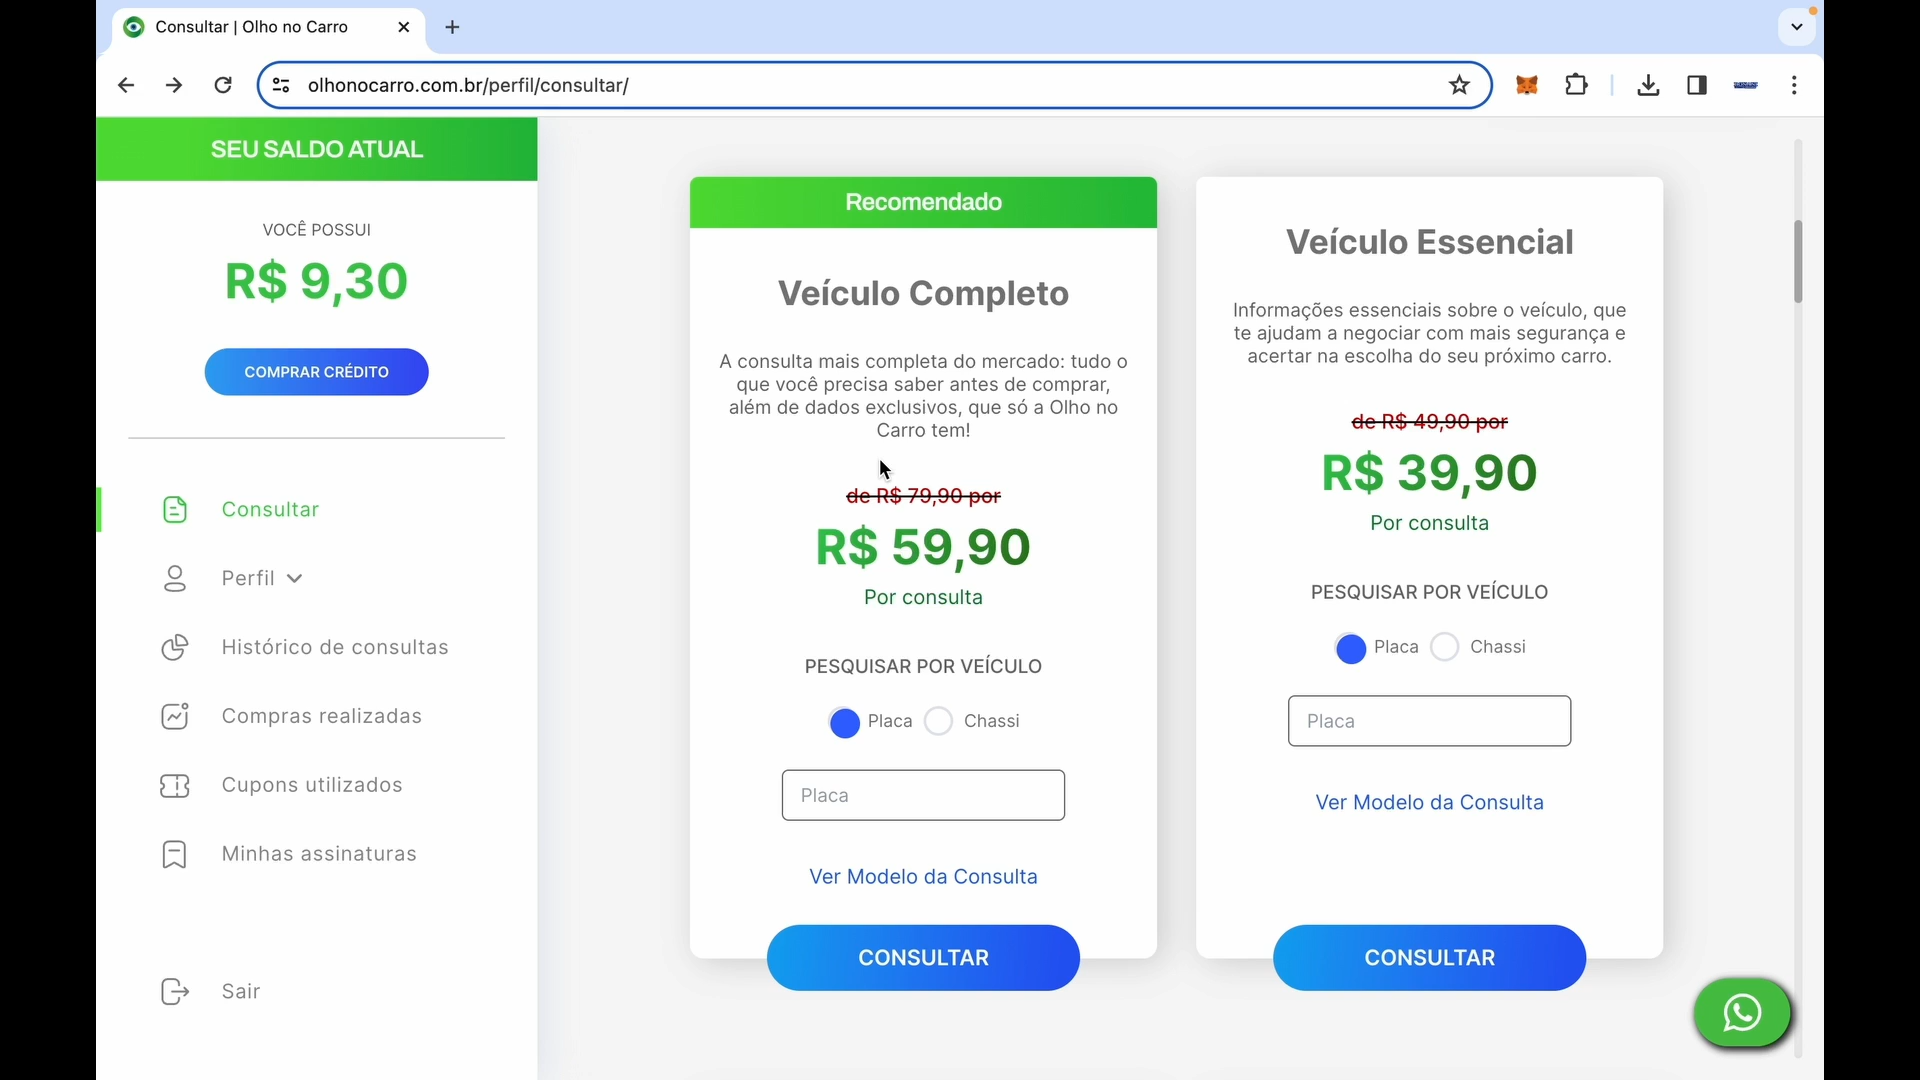 Consultar | Olho no Carro
olhonocarro.com.br/perfil/consultar/
SEU SALDO ATUAL
VOCÊ POSSUI
R$ 9,30
COMPRAR CRÉDITO
Consultar
Perfil
Histórico de consultas
Compras realizadas
Cupons utilizados
Minhas assinaturas
Sair
Recomendado
Veículo Completo
A consulta mais completa do mercado: tudo o
que você precisa saber antes de comprar,
além de dados exclusivos, que só a Olho no
Carro tem!
de R$ 79,90 por
R$ 59,90
Por consulta
PESQUISAR POR VEÍCULO
Placa Chassi
Placa
Ver Modelo da Consulta
CONSULTAR
Veículo Essencial
Informações essenciais sobre o veículo, que
te ajudam a negociar com mais segurança e
acertar na escolha do seu próximo carro.
de R$ 49,90 por
R$ 39,90
Por consulta
PESQUISAR POR VEÍCULO
Placa Chassi
Placa
Ver Modelo da Consulta
CONSULTAR